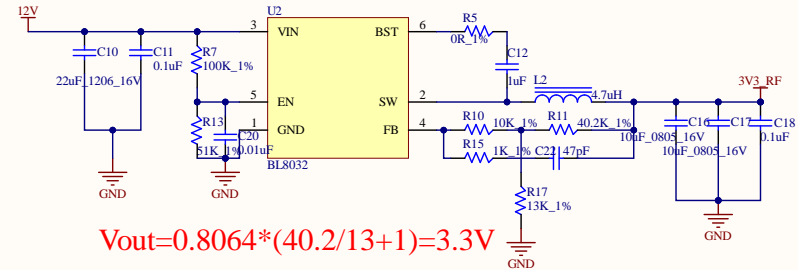 12V
U2
3 VIN
BST 6
5 EN
SW 2
1 GND
FB 4
BL8032
C10
22uF_1206_16V
C11
0.1uF
R7
100K_1%
R13
51K_1%
C20
0.01uF
GND
GND
R5
0R_1%
C12
1uF
L2
4.7uH
3V3_RF
R10
10K_1%
R11
40.2K_1%
R15
1K_1%
C22
47pF
R17
13K_1%
GND
C16
10uF_0805_16V
C17
10uF_0805_16V
C18
0.1uF
GND
Vout=0.8064*(40.2/13+1)=3.3V